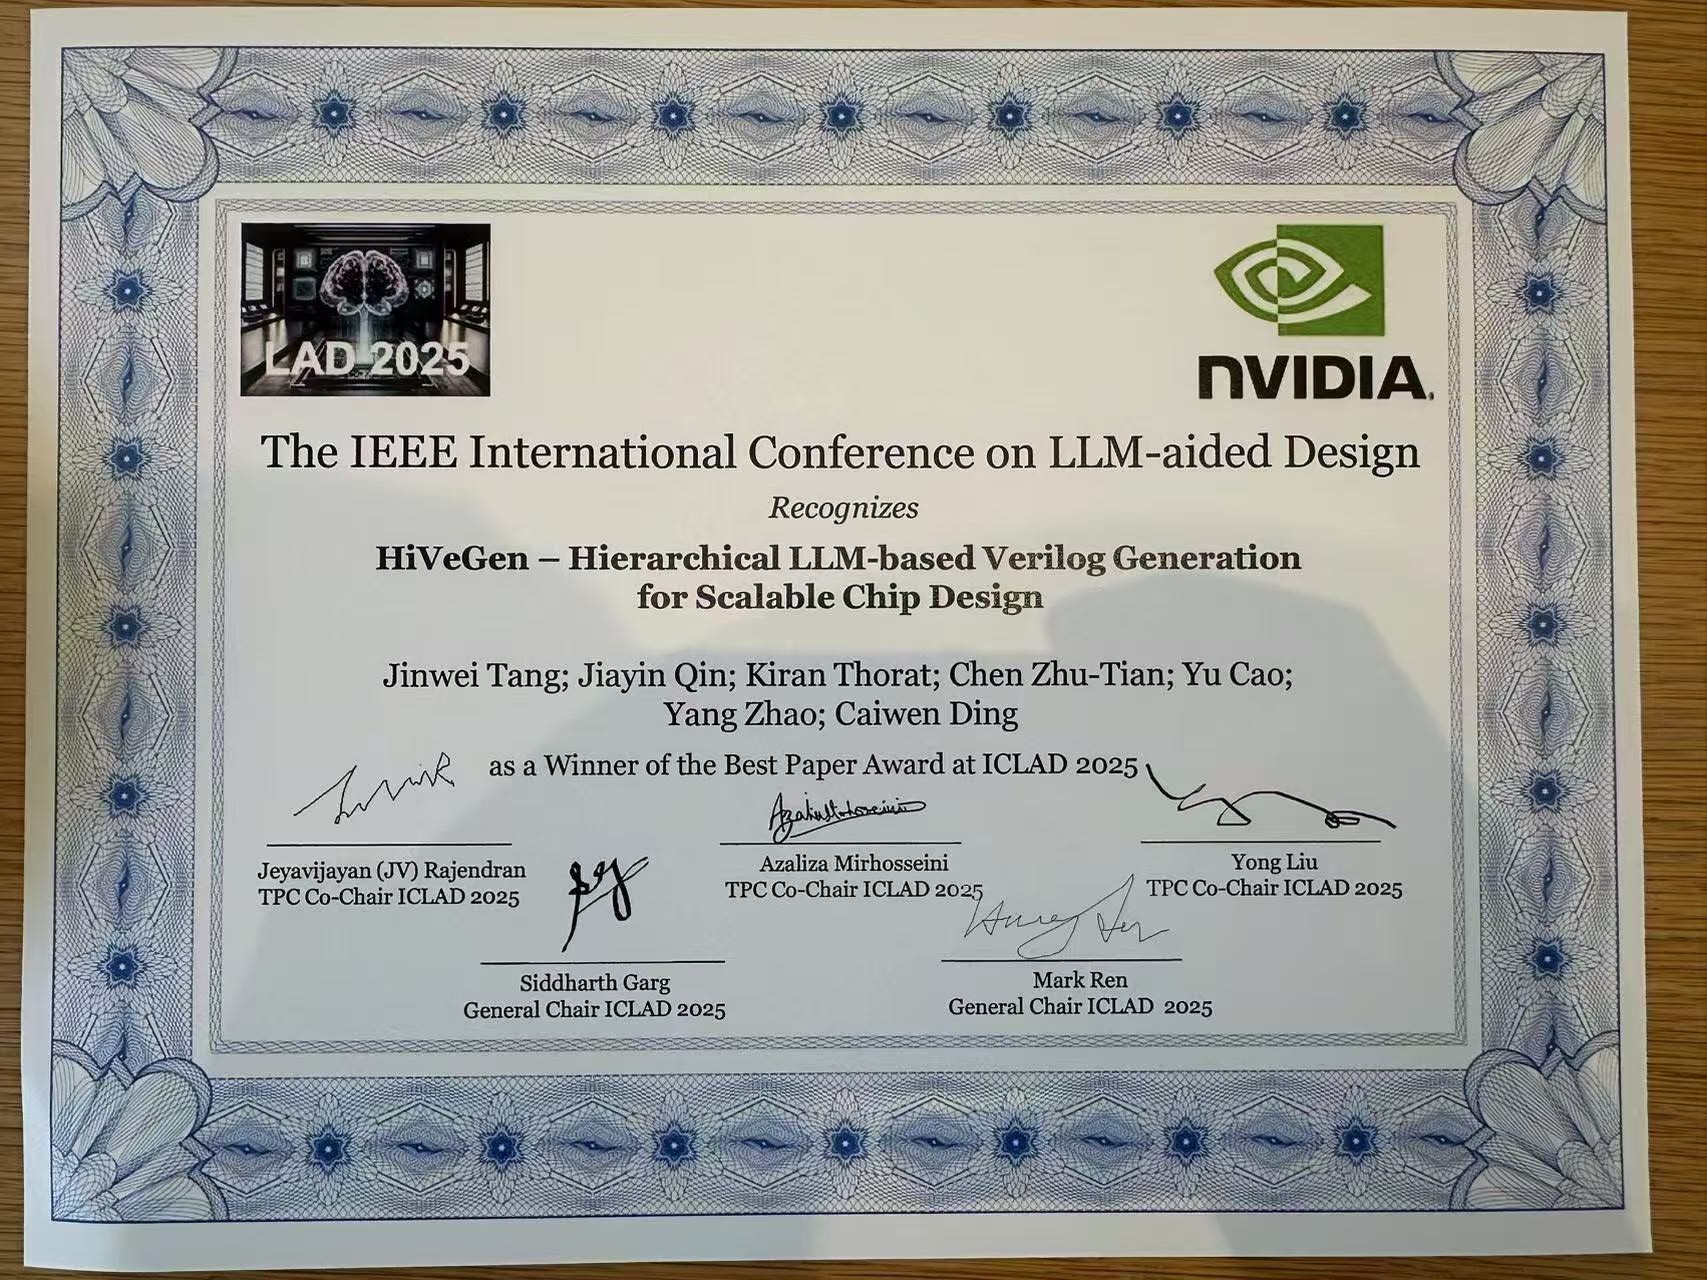 LAD 2025
NVIDIA.
The IEEE International Conference on LLM-aided Design
Recognizes
HiVeGen – Hierarchical LLM-based Verilog Generation
for Scalable Chip Design
Jinwei Tang; Jiayin Qin; Kiran Thorat; Chen Zhu-Tian; Yu Cao;
Yang Zhao; Caiwen Ding
as a Winner of the Best Paper Award at ICLAD 2025
Jeyavijayan (JV) Rajendran
TPC Co-Chair ICLAD 2025
Azaliza Mirhosseini
TPC Co-Chair ICLAD 2025
Yong Liu
TPC Co-Chair ICLAD 2025
Siddharth Garg
General Chair ICLAD 2025
Mark Ren
General Chair ICLAD 2025